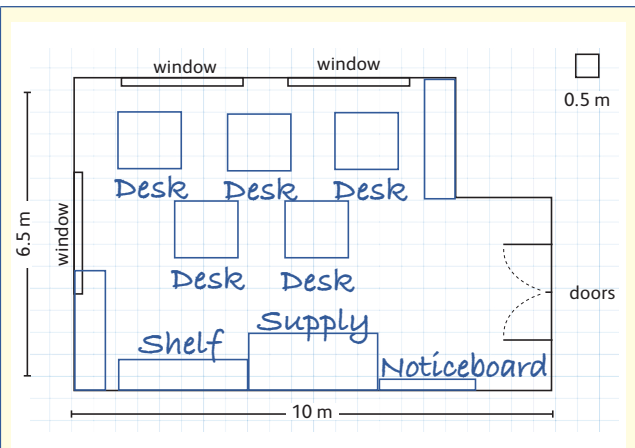 window
window
0.5 m
Desk
Desk
Desk
6.5 m
window
Desk
Desk
doors
Supply
Shelf
Noticeboard
10 m